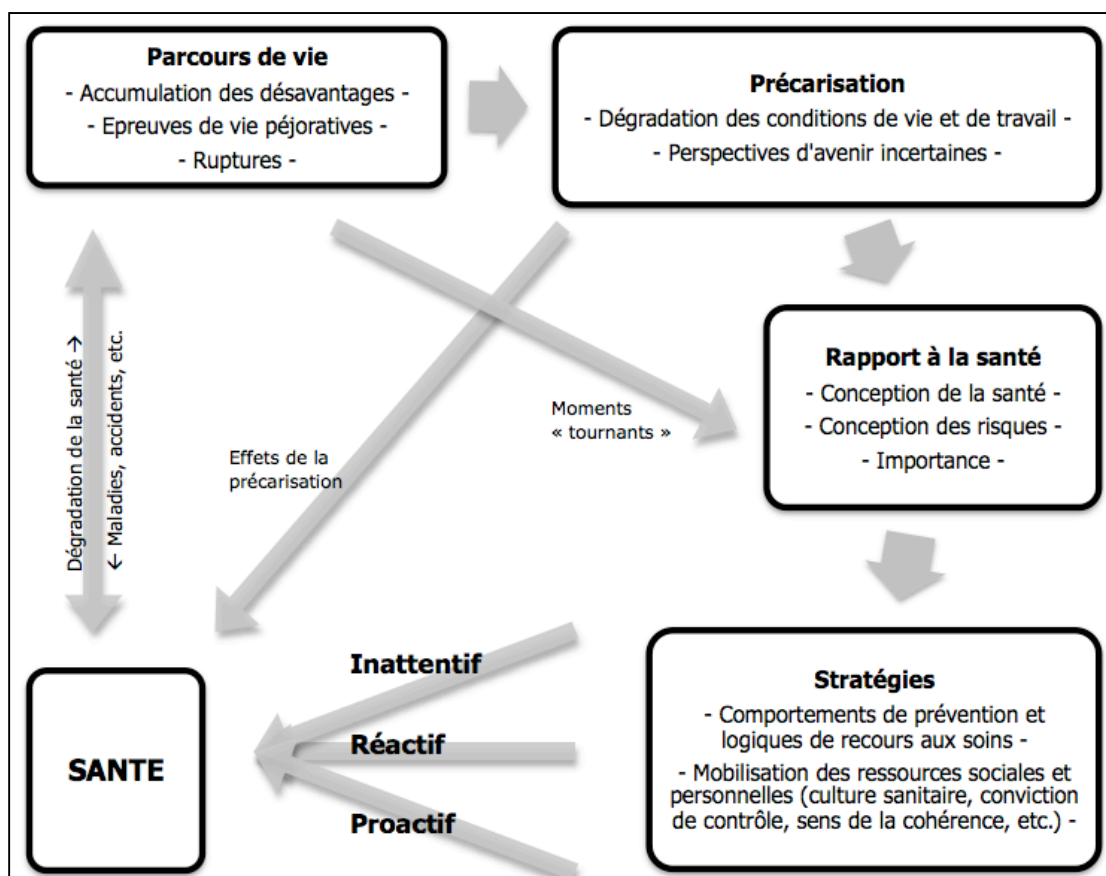 Parcours de vie
- Accumulation des désavantages -
- Epreuves de vie péjoratives -
- Ruptures -
Précarisation
- Dégradation des conditions de vie et de travail -
- Perspectives d'avenir incertaines -
Dégradation de la santé →
← Maladies, accidents, etc.
Effets de la
précarisation
Moments
« tournants »
Rapport à la santé
- Conception de la santé -
- Conception des risques -
- Importance -
SANTE
Inattentif
Réactif
Proactif
Stratégies
- Comportements de prévention et
logiques de recours aux soins -
- Mobilisation des ressources sociales et
personnelles (culture sanitaire, conviction
de contrôle, sens de la cohérence, etc.) -